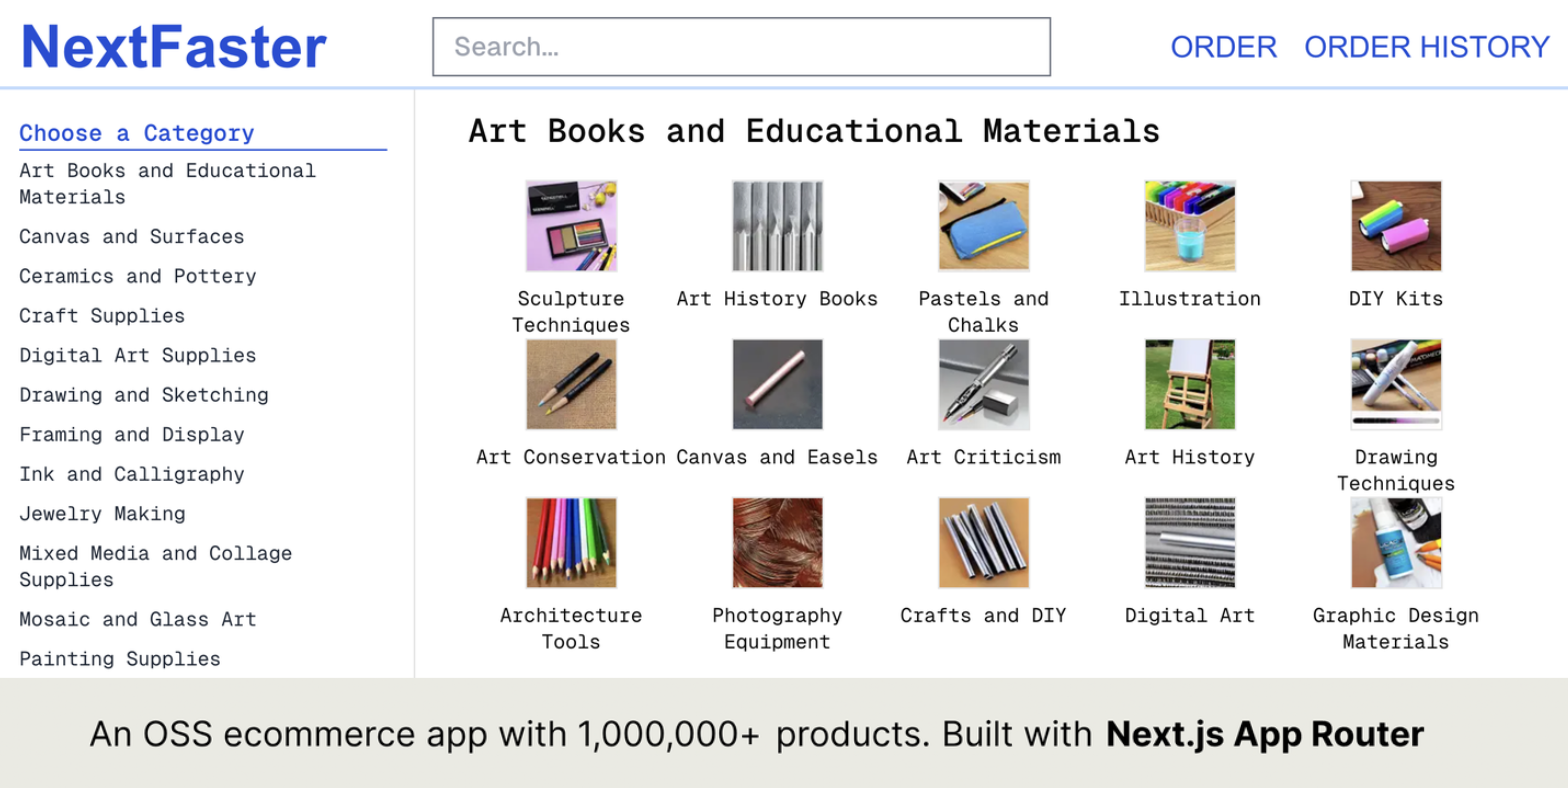 NextFaster
Search...
ORDER
ORDER HISTORY
Choose a Category
Art Books and Educational
Materials
Canvas and Surfaces
Ceramics and Pottery
Craft Supplies
Digital Art Supplies
Drawing and Sketching
Framing and Display
Ink and Calligraphy
Jewelry Making
Mixed Media and Collage
Supplies
Mosaic and Glass Art
Painting Supplies
Art Books and Educational Materials
Sculpture
Techniques
Art History Books
Pastels and
Chalks
Illustration
DIY Kits
Art Conservation
Canvas and Easels
Art Criticism
Art History
Drawing
Techniques
Architecture
Tools
Photography
Equipment
Crafts and DIY
Digital Art
Graphic Design
Materials
An OSS ecommerce app with 1,000,000+ products. Built with Next.js App Router